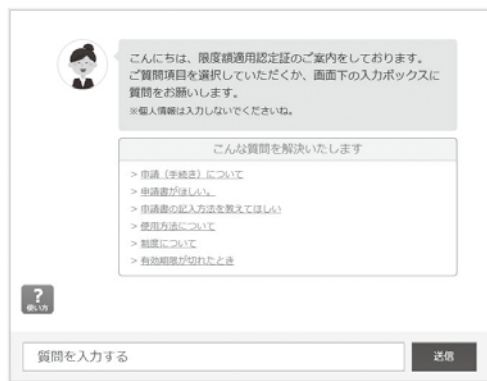 こんにちは、限度額適用認定証のご案内をしております。
ご質問項目を選択していただくか、画面下の入力ボックスに
質問をお願いします。
※個人情報は入力しないでくださいね。
こんな質問を解決いたします
> 申請（手続き）について
> 申請書がほしい。
> 申請書の記入方法を教えてほしい
> 使用方法について
> 制度について
> 有効期限が切れたとき
?
使い方
質問を入力する
送信